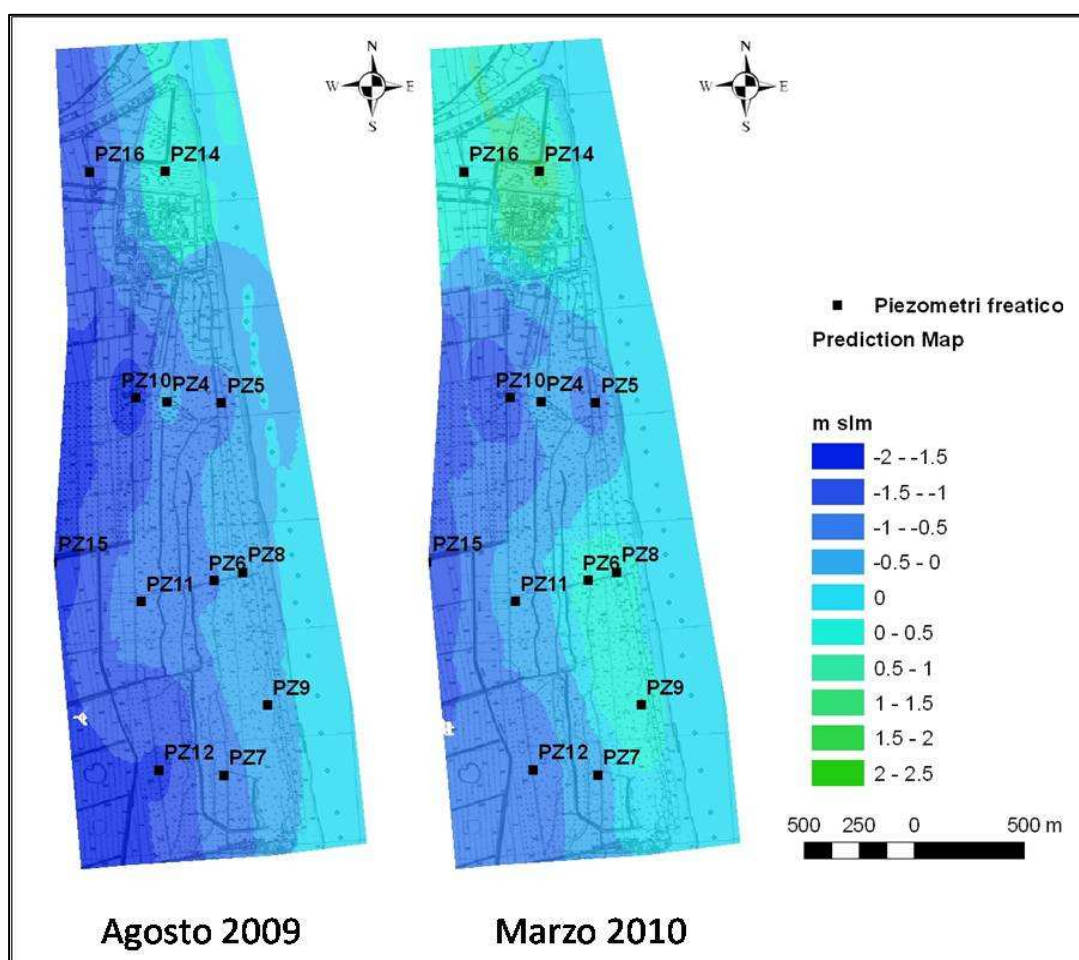 N
W E
S
PZ16 PZ14
PZ10 PZ4 PZ5
PZ15
PZ6 PZ8
PZ11
PZ9
PZ12 PZ7
Agosto 2009
N
W E
S
PZ16 PZ14
PZ10 PZ4 PZ5
PZ15
PZ6 PZ8
PZ11
PZ9
PZ12 PZ7
Marzo 2010
Piezometri freatico
Prediction Map
m slm
-2 - -1.5
-1.5 - -1
-1 - -0.5
-0.5 - 0
0
0 - 0.5
0.5 - 1
1 - 1.5
1.5 - 2
2 - 2.5
500 250 0 500 m